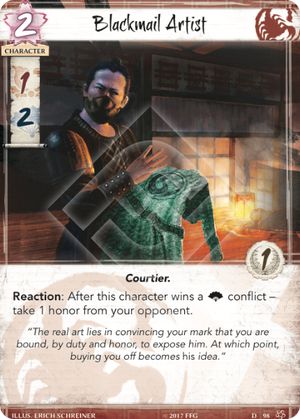 2
Blackmail Artist
CHARACTER
1
2
1
Courtier.
Reaction: After this character wins a conflict –
take 1 honor from your opponent.
"The real art lies in convincing your mark that you are
bound, by duty and honor, to expose him. At which point,
buying you off becomes his idea."
ILLUS. ERICH SCHREINER © 2017 FFG D 98